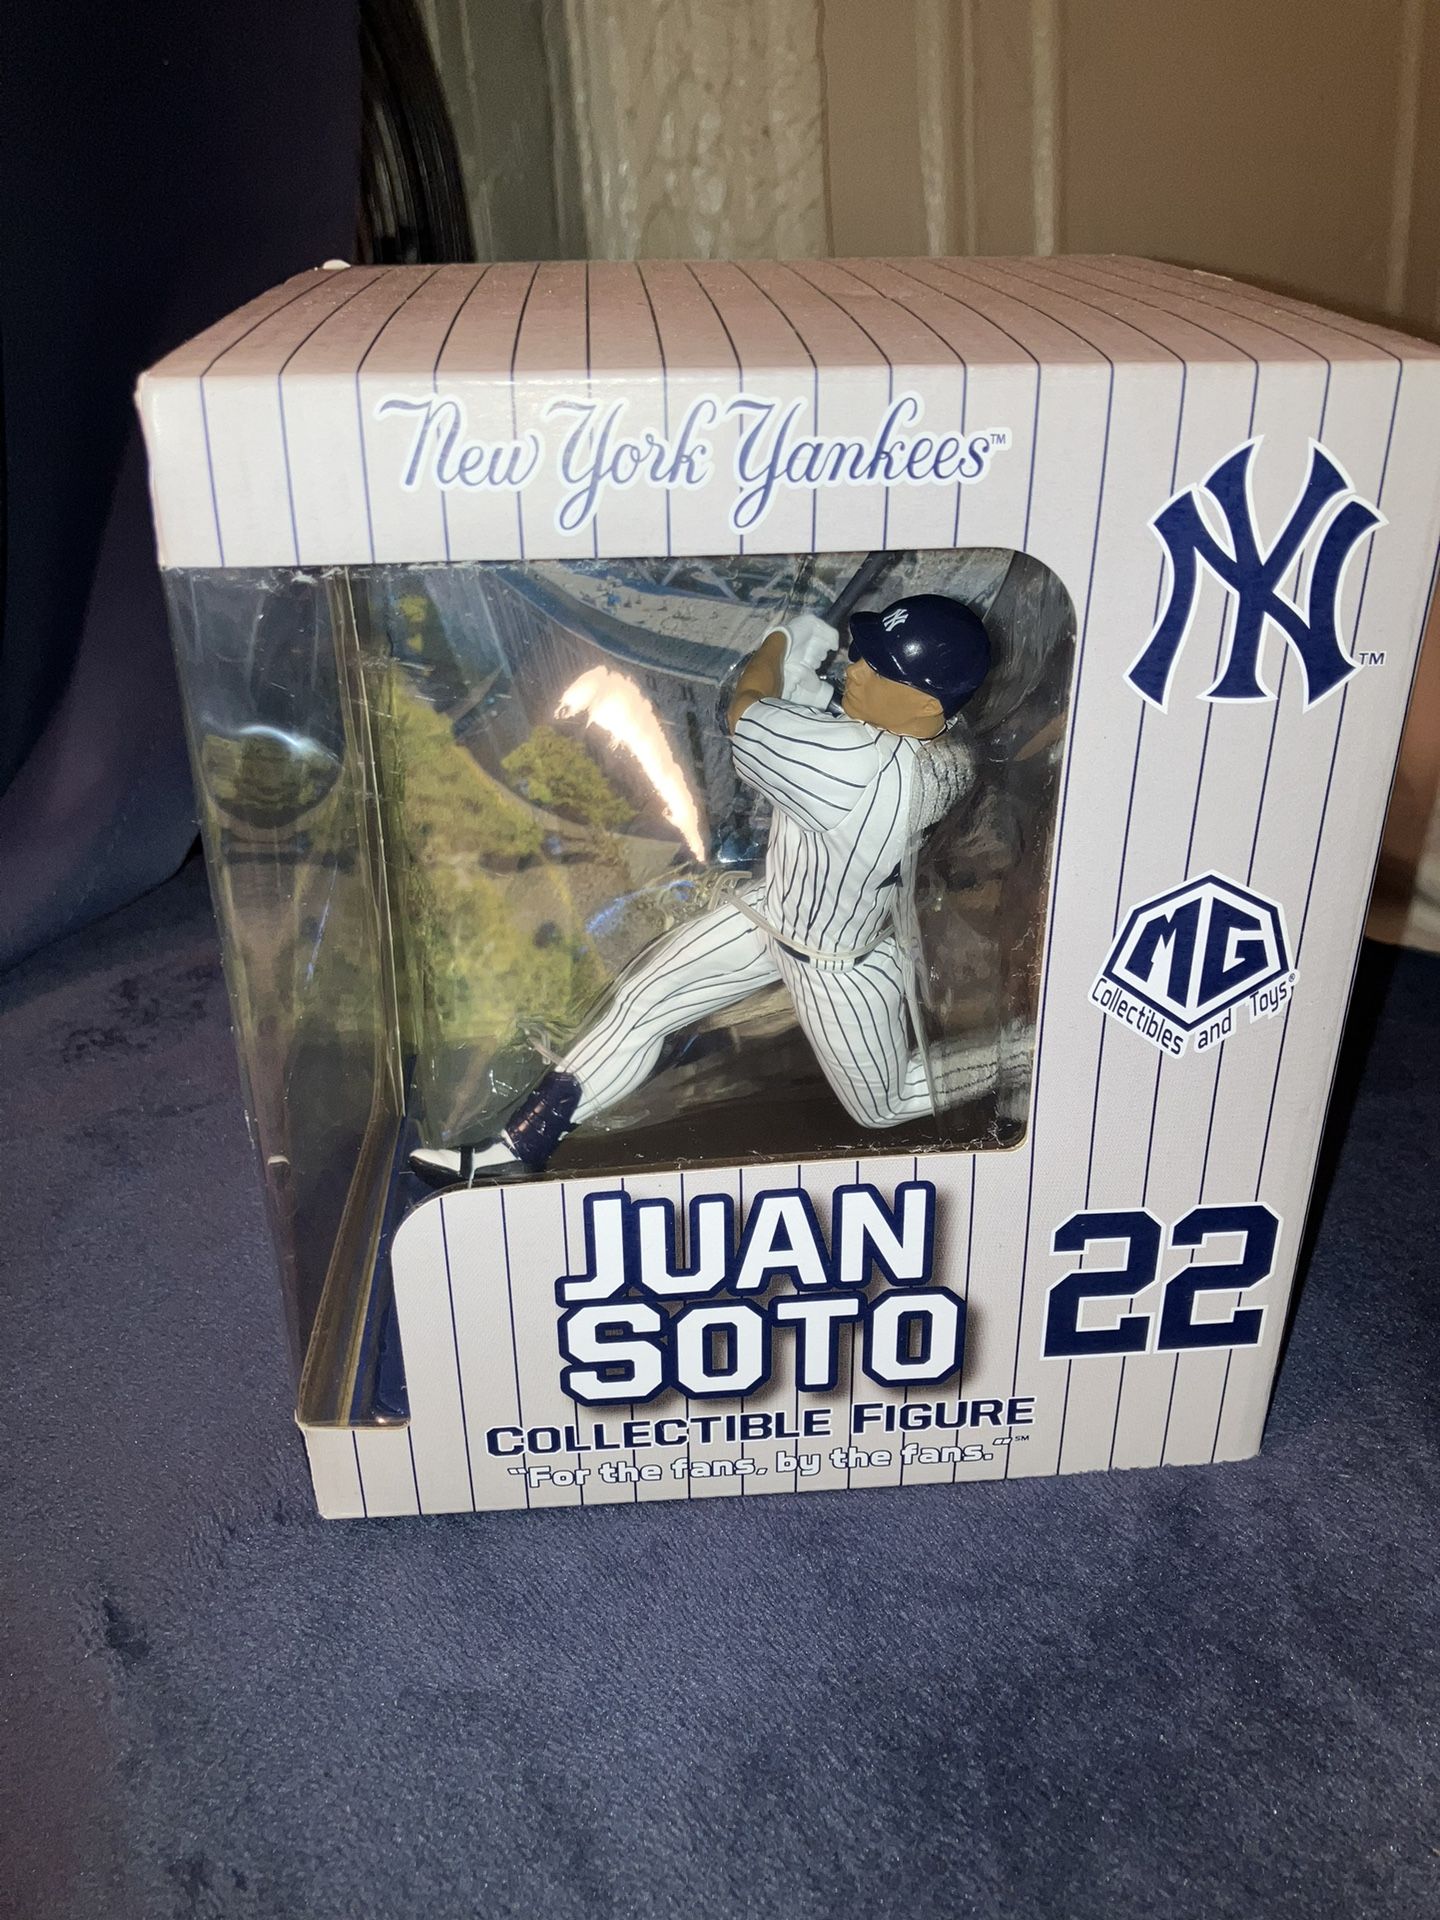 New York Yankees™
NY™
NY
MG
Collectibles and Toys®
JUAN
SOTO
22
COLLECTIBLE FIGURE
"For the fans, by the fans."℠